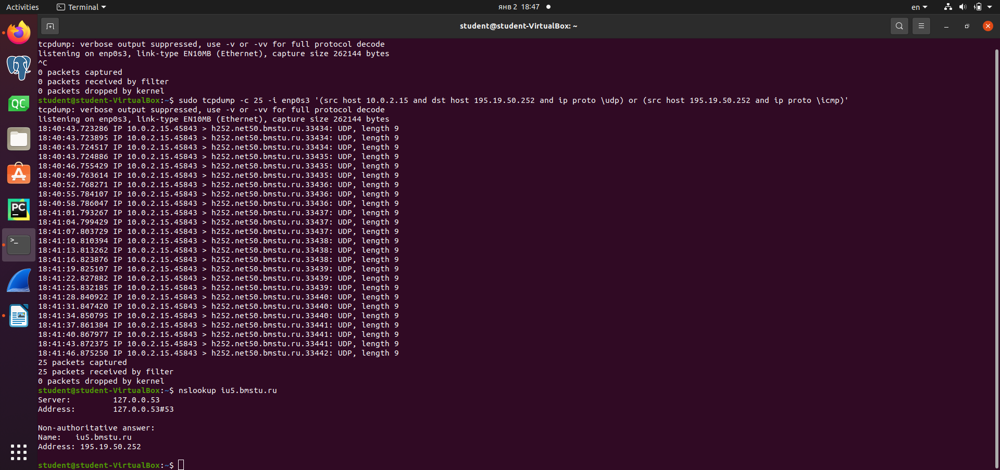 Activities
Terminal
янв 2 18:47
en
student@student-VirtualBox: ~
tcpdump: verbose output suppressed, use -v or -vv for full protocol decode
listening on enp0s3, link-type EN10MB (Ethernet), capture size 262144 bytes
^C
0 packets captured
0 packets received by filter
0 packets dropped by kernel
student@student-VirtualBox:~$ sudo tcpdump -c 25 -i enp0s3 '(src host 10.0.2.15 and dst host 195.19.50.252 and ip proto \udp) or (src host 195.19.50.252 and ip proto \icmp)'
tcpdump: verbose output suppressed, use -v or -vv for full protocol decode
listening on enp0s3, link-type EN10MB (Ethernet), capture size 262144 bytes
18:40:43.723286 IP 10.0.2.15.45843 > h252.net50.bmstu.ru.33434: UDP, length 9
18:40:43.723895 IP 10.0.2.15.45843 > h252.net50.bmstu.ru.33434: UDP, length 9
18:40:43.724517 IP 10.0.2.15.45843 > h252.net50.bmstu.ru.33434: UDP, length 9
18:40:43.724886 IP 10.0.2.15.45843 > h252.net50.bmstu.ru.33435: UDP, length 9
18:40:46.755429 IP 10.0.2.15.45843 > h252.net50.bmstu.ru.33435: UDP, length 9
18:40:49.763614 IP 10.0.2.15.45843 > h252.net50.bmstu.ru.33435: UDP, length 9
18:40:52.768271 IP 10.0.2.15.45843 > h252.net50.bmstu.ru.33436: UDP, length 9
18:40:55.784107 IP 10.0.2.15.45843 > h252.net50.bmstu.ru.33436: UDP, length 9
18:40:58.786047 IP 10.0.2.15.45843 > h252.net50.bmstu.ru.33436: UDP, length 9
18:41:01.793267 IP 10.0.2.15.45843 > h252.net50.bmstu.ru.33437: UDP, length 9
18:41:04.799429 IP 10.0.2.15.45843 > h252.net50.bmstu.ru.33437: UDP, length 9
18:41:07.803729 IP 10.0.2.15.45843 > h252.net50.bmstu.ru.33437: UDP, length 9
18:41:10.810394 IP 10.0.2.15.45843 > h252.net50.bmstu.ru.33438: UDP, length 9
18:41:13.813262 IP 10.0.2.15.45843 > h252.net50.bmstu.ru.33438: UDP, length 9
18:41:16.823876 IP 10.0.2.15.45843 > h252.net50.bmstu.ru.33438: UDP, length 9
18:41:19.825107 IP 10.0.2.15.45843 > h252.net50.bmstu.ru.33439: UDP, length 9
18:41:22.827882 IP 10.0.2.15.45843 > h252.net50.bmstu.ru.33439: UDP, length 9
18:41:25.832185 IP 10.0.2.15.45843 > h252.net50.bmstu.ru.33439: UDP, length 9
18:41:28.840922 IP 10.0.2.15.45843 > h252.net50.bmstu.ru.33440: UDP, length 9
18:41:31.847420 IP 10.0.2.15.45843 > h252.net50.bmstu.ru.33440: UDP, length 9
18:41:34.850795 IP 10.0.2.15.45843 > h252.net50.bmstu.ru.33440: UDP, length 9
18:41:37.861384 IP 10.0.2.15.45843 > h252.net50.bmstu.ru.33441: UDP, length 9
18:41:40.867977 IP 10.0.2.15.45843 > h252.net50.bmstu.ru.33441: UDP, length 9
18:41:43.872375 IP 10.0.2.15.45843 > h252.net50.bmstu.ru.33441: UDP, length 9
18:41:46.875250 IP 10.0.2.15.45843 > h252.net50.bmstu.ru.33442: UDP, length 9
25 packets captured
25 packets received by filter
0 packets dropped by kernel
student@student-VirtualBox:~$ nslookup iu5.bmstu.ru
Server: 127.0.0.53
Address: 127.0.0.53#53
Non-authoritative answer:
Name: iu5.bmstu.ru
Address: 195.19.50.252
student@student-VirtualBox:~$
QC
PC